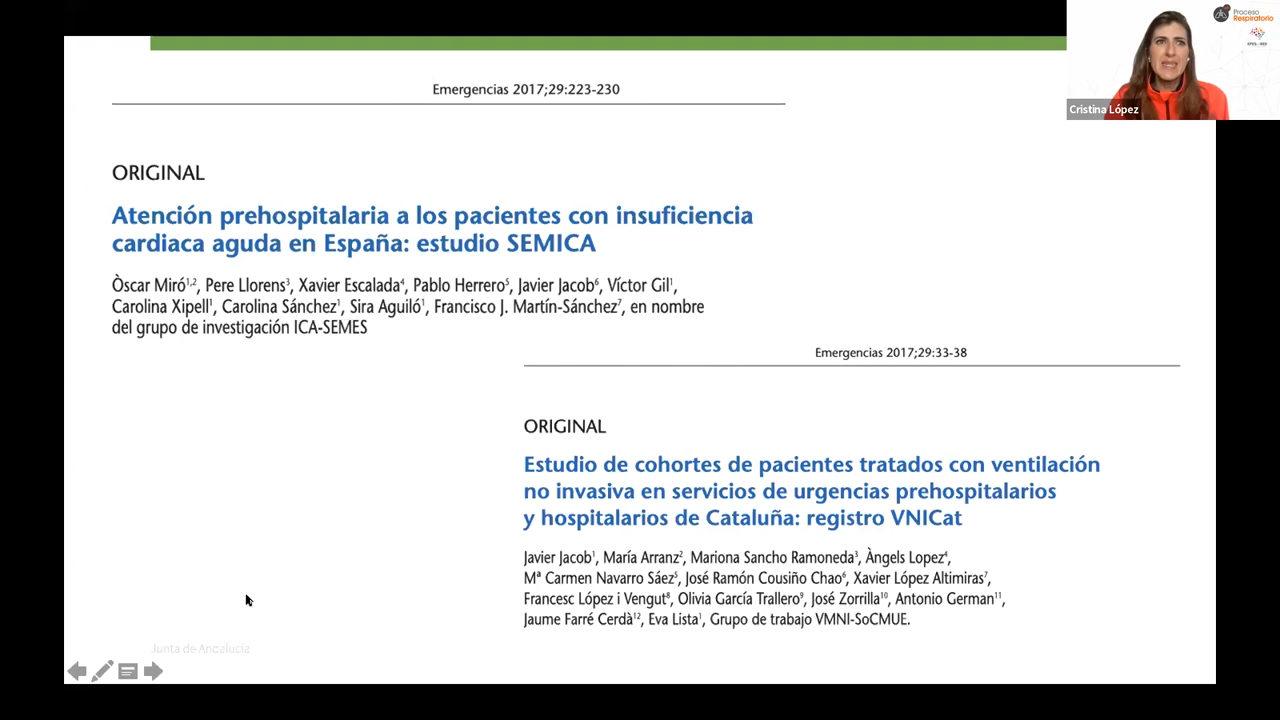 Proceso
Respiratorio
Cristina López
Emergencias 2017;29:223-230
ORIGINAL
Atención prehospitalaria a los pacientes con insuficiencia
cardiaca aguda en España: estudio SEMICA
Òscar Miró1,2, Pere Llorens3, Xavier Escalada4, Pablo Herrero5, Javier Jacob6, Víctor Gil1,
Carolina Xipell1, Carolina Sánchez1, Sira Aguiló1, Francisco J. Martín-Sánchez7, en nombre
del grupo de investigación ICA-SEMES
Emergencias 2017;29:33-38
ORIGINAL
Estudio de cohortes de pacientes tratados con ventilación
no invasiva en servicios de urgencias prehospitalarios
y hospitalarios de Cataluña: registro VNICat
Javier Jacob1, María Arranz2, Mariona Sancho Ramoneda3, Àngels Lopez4,
Mª Carmen Navarro Sáez5, José Ramón Cousiño Chao6, Xavier López Altimiras7,
Francesc López i Vengut8, Olivia García Trallero9, José Zorrilla10, Antonio German11,
Jaume Farré Cerdà12, Eva Lista1, Grupo de trabajo VMNI-SoCMUE.
Junta de Andalucía